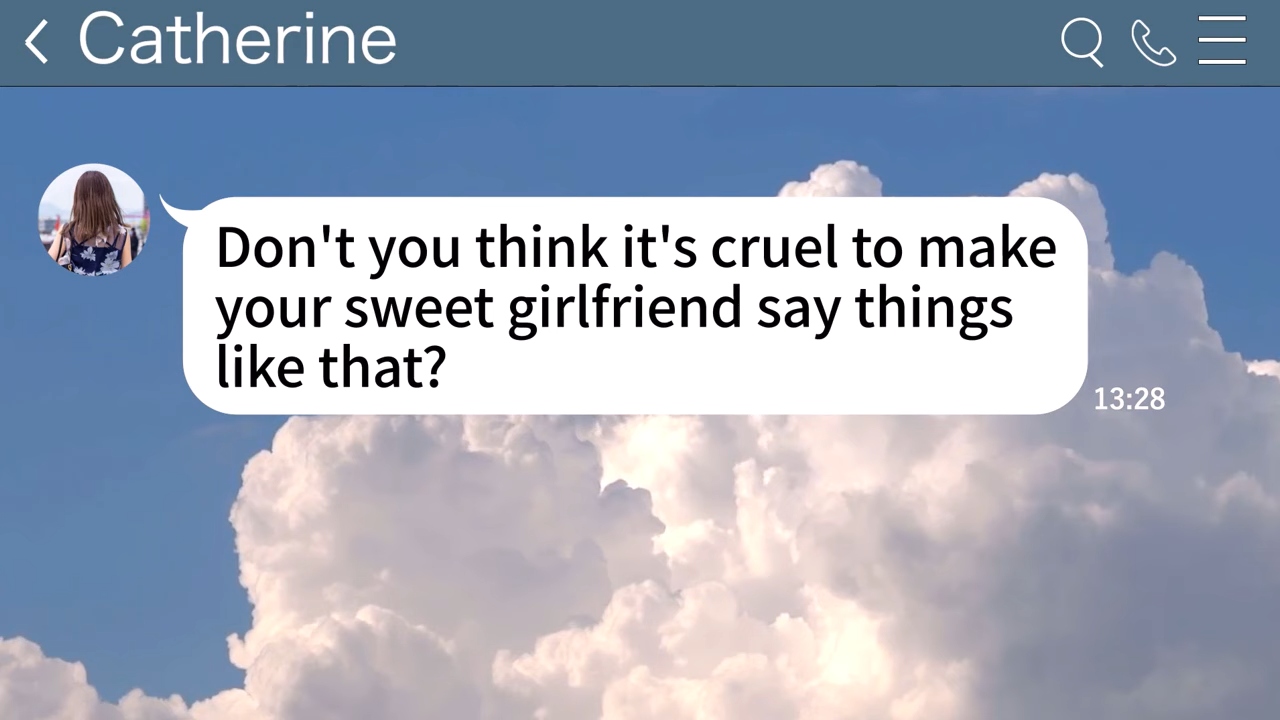 Catherine
Don't you think it's cruel to make
your sweet girlfriend say things
like that?
13:28